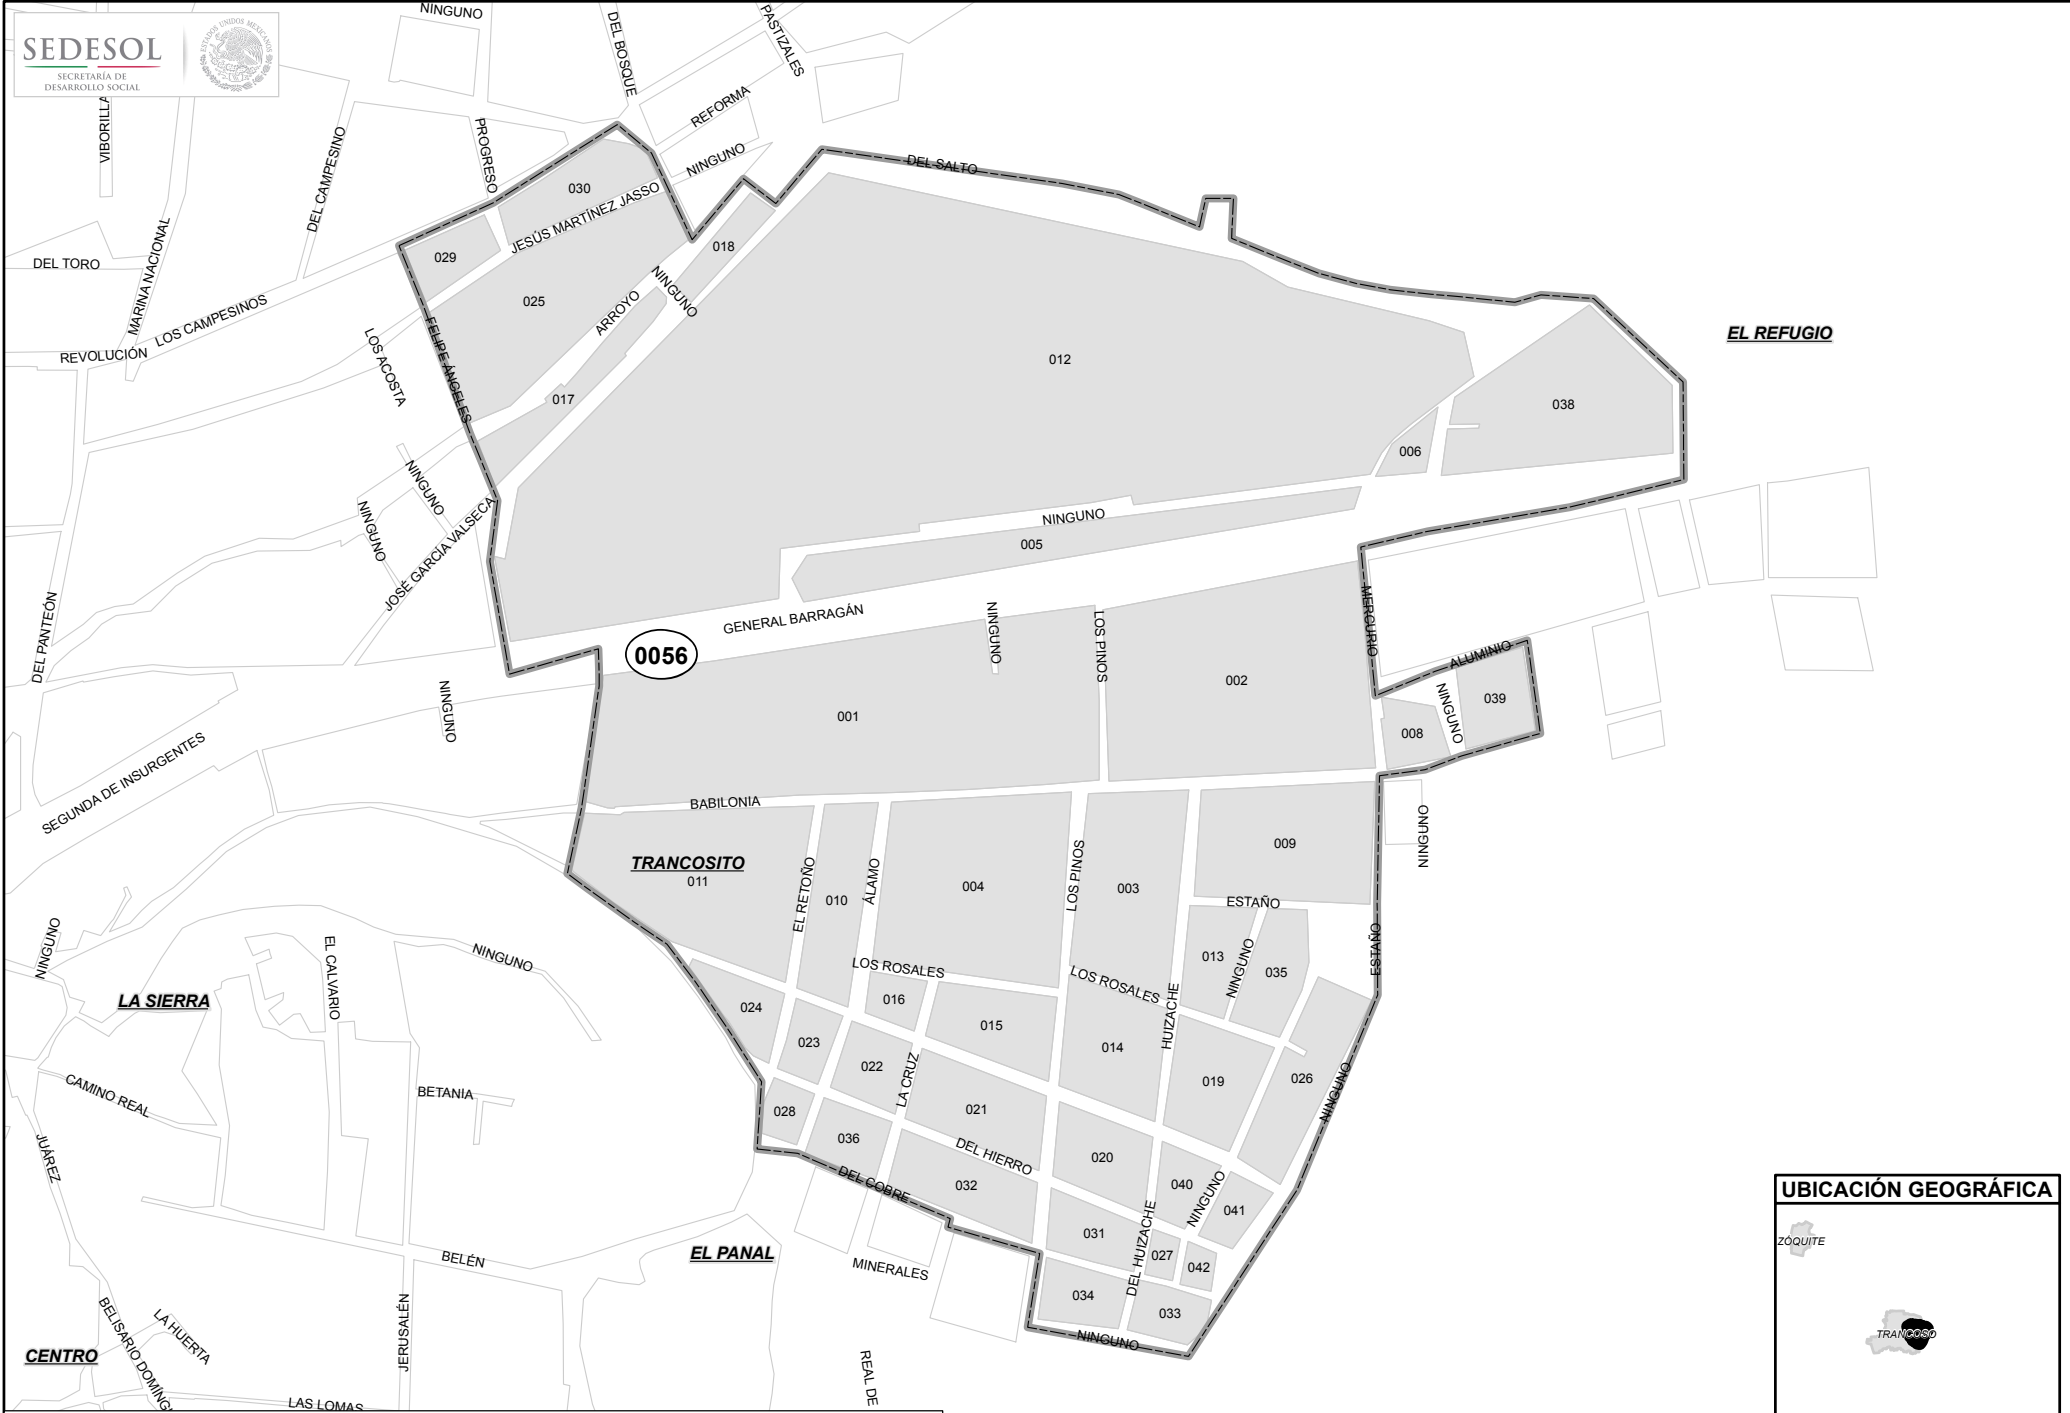 SEDESOL
SECRETARÍA DE
DESARROLLO SOCIAL
ESTADOS UNIDOS MEXICANOS
NINGUNO
DEL BOSQUE
PASTIZALES
VIBORILLA
DEL CAMPESINO
PROGRESO
REFORMA
NINGUNO
DEL SALTO
030
JESÚS MARTÍNEZ JASSO
029
018
DEL TORO
MARINA NACIONAL
LOS CAMPESINOS
REVOLUCIÓN
025
ARROYO
NINGUNO
LOS ACOSTA
FELIPE ÁNGELES
017
012
EL REFUGIO
038
006
NINGUNO
NINGUNO
JOSÉ GARCÍA VALSECA
NINGUNO
005
DEL PANTEÓN
GENERAL BARRAGÁN
0056
NINGUNO
LOS PINOS
MERCURIO
ALUMINIO
002
001
NINGUNO
039
008
NINGUNO
SEGUNDA DE INSURGENTES
BABILONIA
TRANCOSITO
011
EL RETOÑO
010
ÁLAMO
004
LOS PINOS
003
009
NINGUNO
ESTAÑO
ESTAÑO
NINGUNO
EL CALVARIO
NINGUNO
LA SIERRA
LOS ROSALES
LOS ROSALES
013
NINGUNO
035
024
016
015
HUIZACHE
023
014
022
LA CRUZ
019
026
NINGUNO
CAMINO REAL
BETANIA
028
021
036
DEL HIERRO
020
JUÁREZ
DEL COBRE
032
040
NINGUNO
041
031
DEL HUIZACHE
027
042
EL PANAL
BELÉN
MINERALES
034
033
NINGUNO
JERUSALÉN
BELISARIO DOMÍNG
LA HUERTA
CENTRO
REAL DE
LAS LOMAS
UBICACIÓN GEOGRÁFICA
ZÓQUITE
TRANCOSO